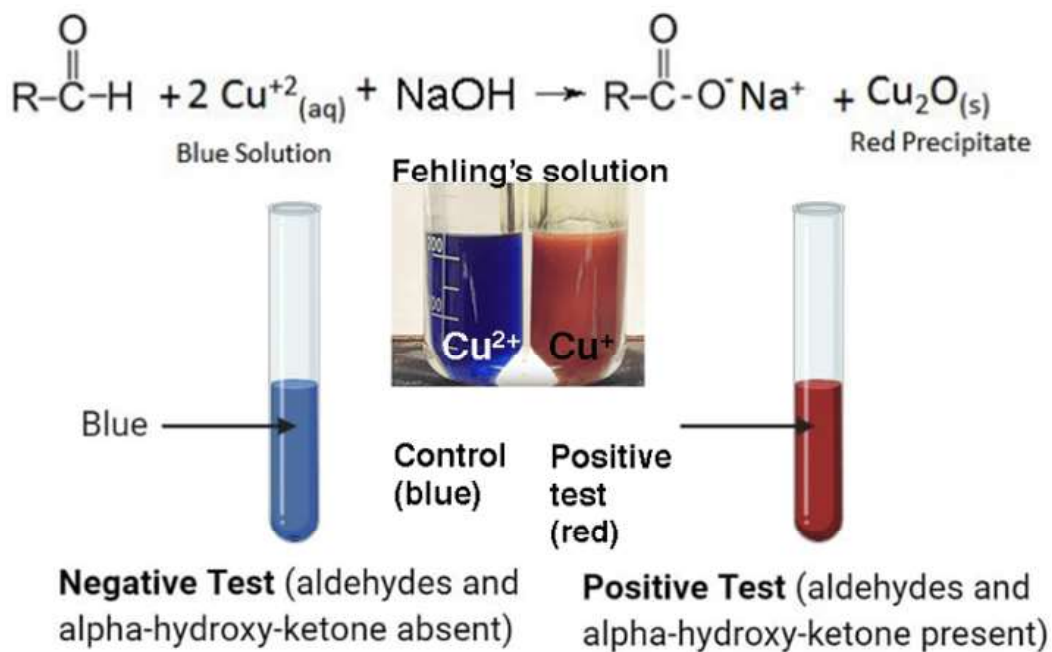 O O
R–C–H + 2 Cu⁺²(aq) + NaOH → R–C-O⁻Na⁺ + Cu₂O(s)
Blue Solution Red Precipitate
Fehling's solution
Cu²⁺ Cu⁺
Blue
Control (blue)
Positive test (red)
Negative Test (aldehydes and
alpha-hydroxy-ketone absent)
Positive Test (aldehydes and
alpha-hydroxy-ketone present)